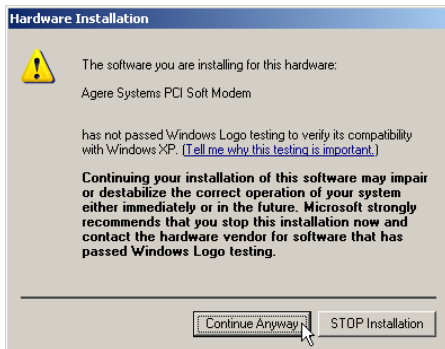 Hardware Installation
The software you are installing for this hardware:
Agere Systems PCI Soft Modem
has not passed Windows Logo testing to verify its compatibility
with Windows XP. (Tell me why this testing is important.)
Continuing your installation of this software may impair
or destabilize the correct operation of your system
either immediately or in the future. Microsoft strongly
recommends that you stop this installation now and
contact the hardware vendor for software that has
passed Windows Logo testing.
Continue Anyway
STOP Installation